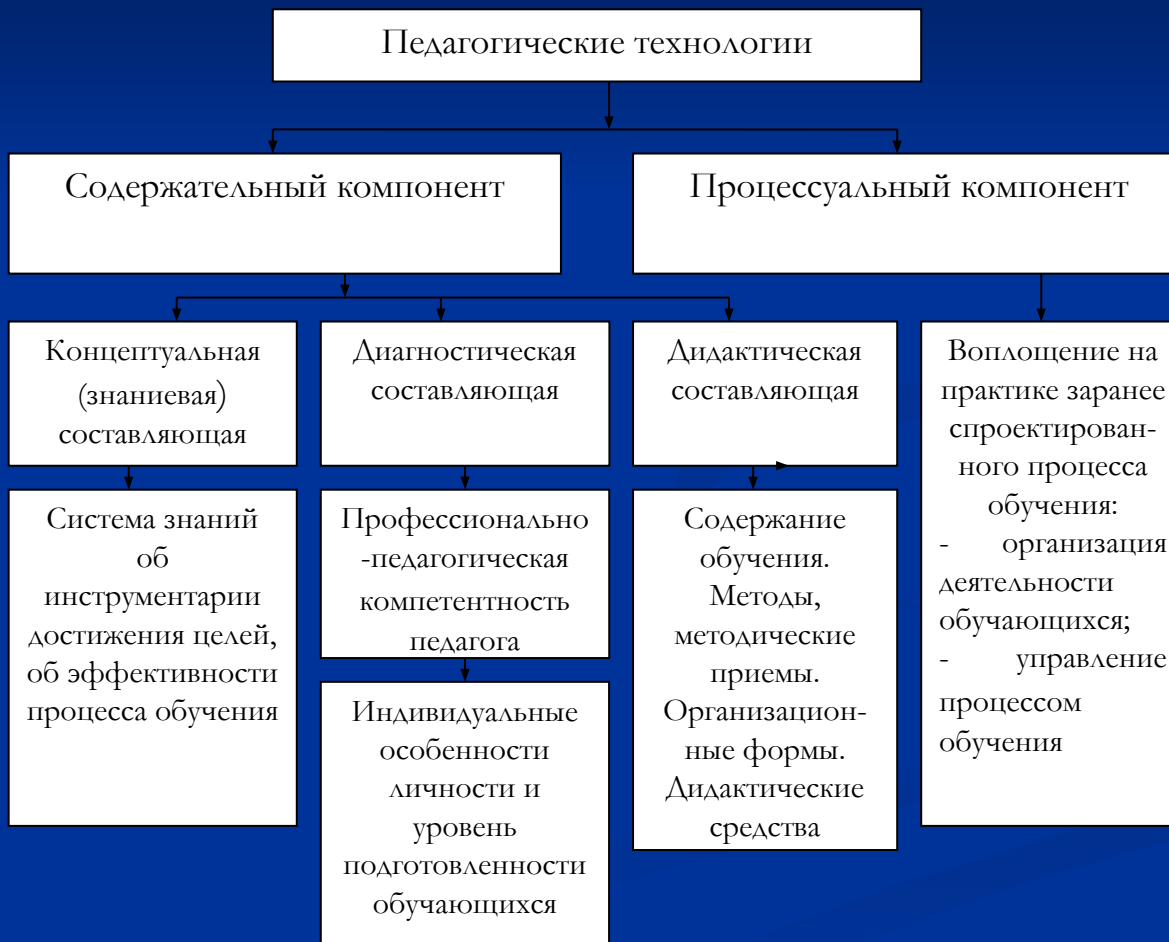 Педагогические технологии
Содержательный компонент
Процессуальный компонент
Концептуальная
(знаниевая)
составляющая
Диагностическая
составляющая
Дидактическая
составляющая
Воплощение на
практике заранее
спроектирован-
ного процесса
обучения:
- организация
деятельности
обучающихся;
- управление
процессом
обучения
Система знаний
об
инструментарии
достижения целей,
об эффективности
процесса обучения
Профессионально
-педагогическая
компетентность
педагога
Индивидуальные
особенности
личности и
уровень
подготовленности
обучающихся
Содержание
обучения.
Методы,
методические
приемы.
Организацион-
ные формы.
Дидактические
средства